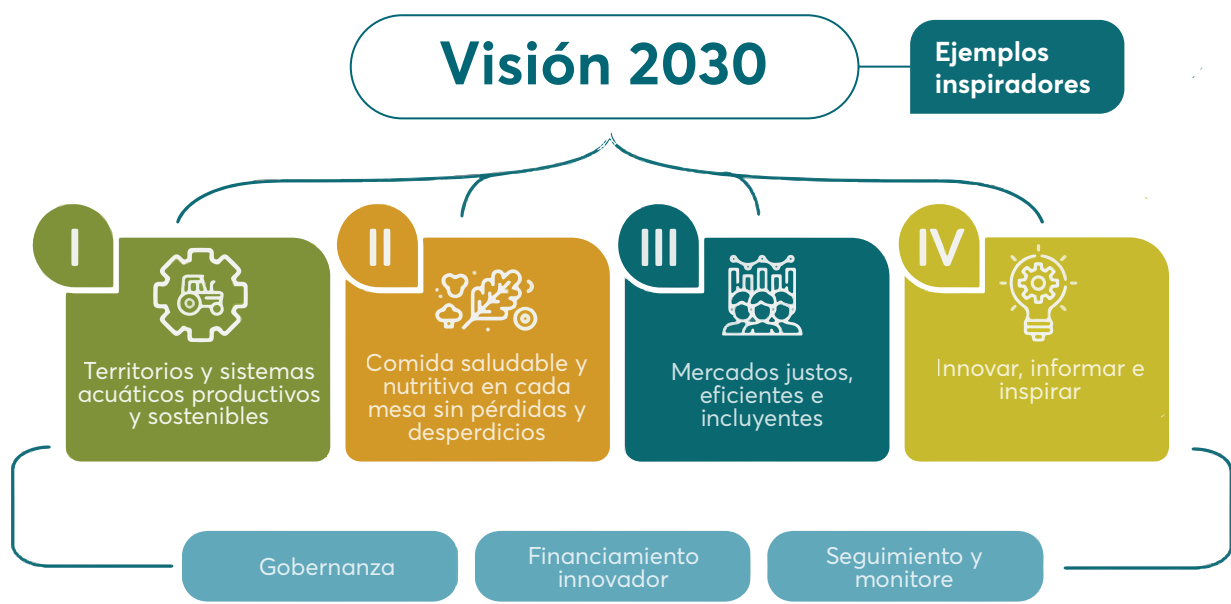 Visión 2030
Ejemplos
inspiradores
I
II
III
IV
Territorios y sistemas
acuáticos productivos
y sostenibles
Comida saludable y
nutritiva en cada
mesa sin pérdidas y
desperdicios
Mercados justos,
eficientes e
incluyentes
Innovar, informar e
inspirar
Gobernanza
Financiamiento
innovador
Seguimiento y
monitore